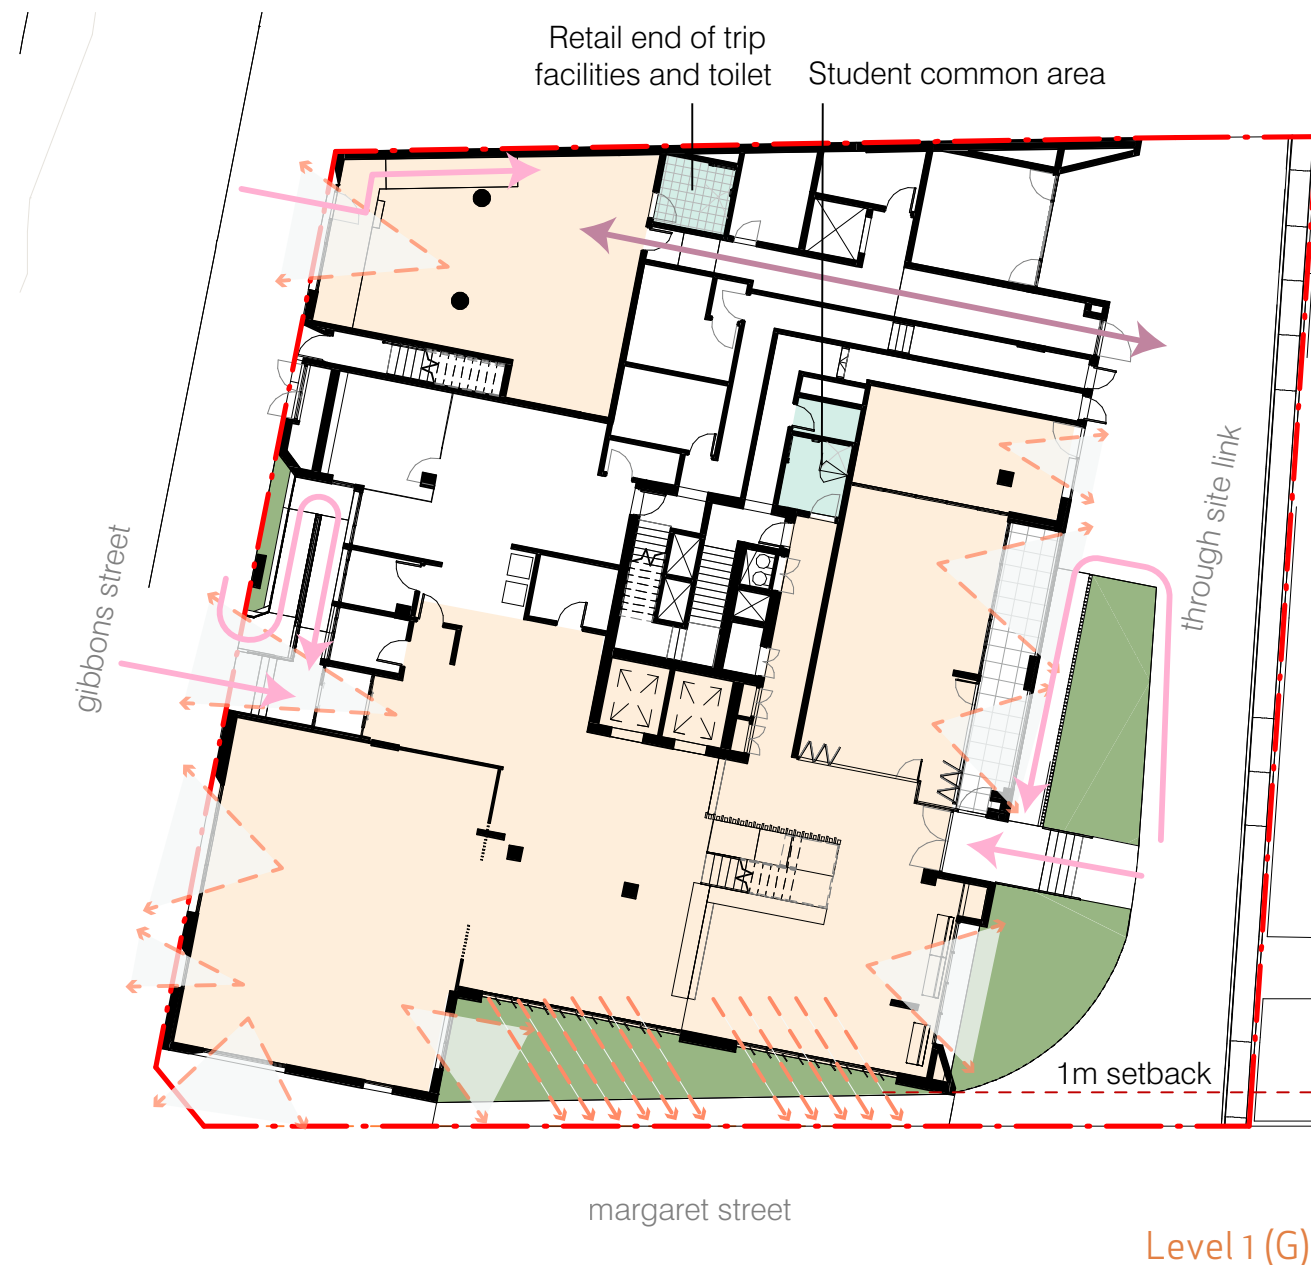 Retail end of trip
facilities and toilet
Student common area
gibbons street
through site link
1m setback
margaret street
Level 1 (G)